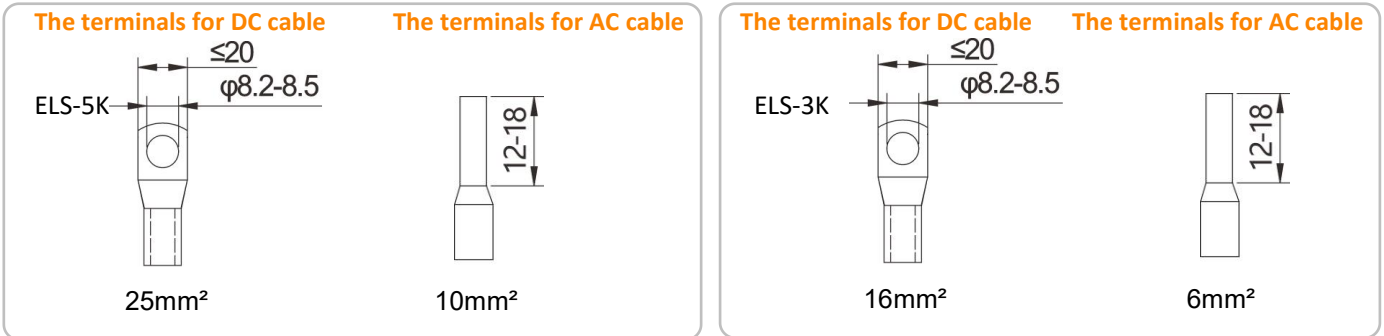 The terminals for DC cable
The terminals for AC cable
≤20
φ8.2-8.5
ELS-5K
12-18
25mm²
10mm²
The terminals for DC cable
The terminals for AC cable
≤20
φ8.2-8.5
ELS-3K
12-18
16mm²
6mm²